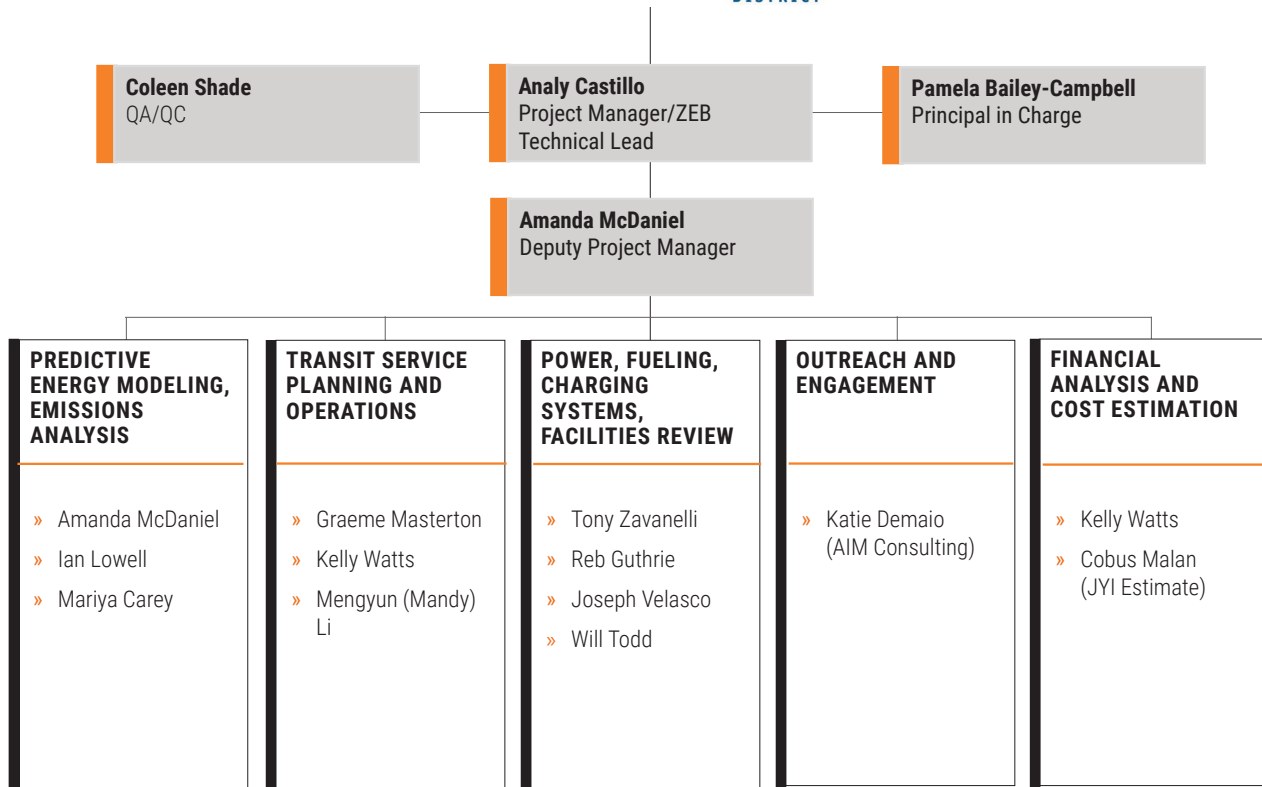 DISTRICT
Coleen Shade
QA/QC
Analy Castillo
Project Manager/ZEB
Technical Lead
Pamela Bailey-Campbell
Principal in Charge
Amanda McDaniel
Deputy Project Manager
PREDICTIVE
ENERGY MODELING,
EMISSIONS
ANALYSIS
» Amanda McDaniel
» Ian Lowell
» Mariya Carey
TRANSIT SERVICE
PLANNING AND
OPERATIONS
» Graeme Masterton
» Kelly Watts
» Mengyun (Mandy)
Li
POWER, FUELING,
CHARGING
SYSTEMS,
FACILITIES REVIEW
» Tony Zavanelli
» Reb Guthrie
» Joseph Velasco
» Will Todd
OUTREACH AND
ENGAGEMENT
» Katie Demaio
(AIM Consulting)
FINANCIAL
ANALYSIS AND
COST ESTIMATION
» Kelly Watts
» Cobus Malan
(JYI Estimate)